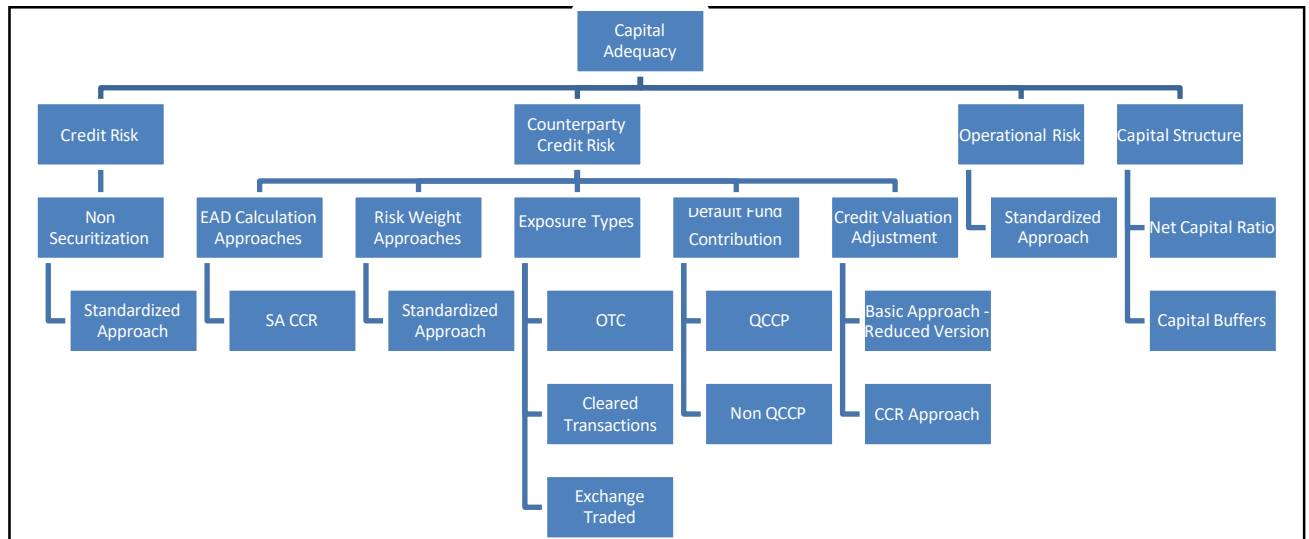 Capital
Adequacy
Credit Risk
Counterparty
Credit Risk
Operational Risk
Capital Structure
Non
Securitization
EAD Calculation
Approaches
Risk Weight
Approaches
Exposure Types
Default Fund
Contribution
Credit Valuation
Adjustment
Standardized
Approach
Net Capital Ratio
Standardized
Approach
SA CCR
Standardized
Approach
OTC
QCCP
Basic Approach -
Reduced Version
Capital Buffers
Cleared
Transactions
Non QCCP
CCR Approach
Exchange
Traded